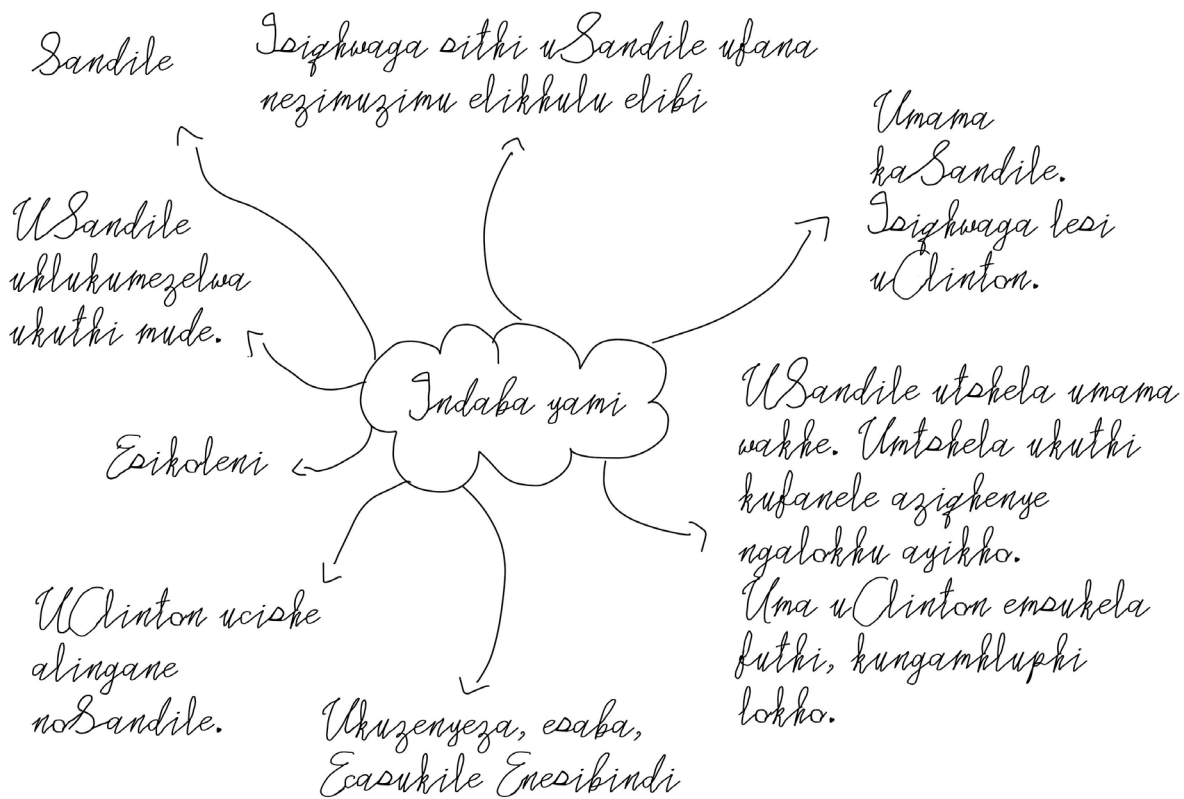 Sandile
Isiqhwaga sithi uSandile ufana
nezimuzimu elikhulu elibi
Umama
kaSandile.
Isiqhwaga lesi
uClinton.
USandile
uhlukumezelwa
ukuthi mude.
Indaba yami
USandile utshela umama
wakhe. Umtshela ukuthi
kufanele aziqhenye
ngalokhu ayikho.
Uma uClinton emsukela
futhi, kungamhluphi
lokho.
Esikoleni
UClinton ucishe
alingane
noSandile.
Ukuzenyeza, esaba,
Ecasukile Enesibindi